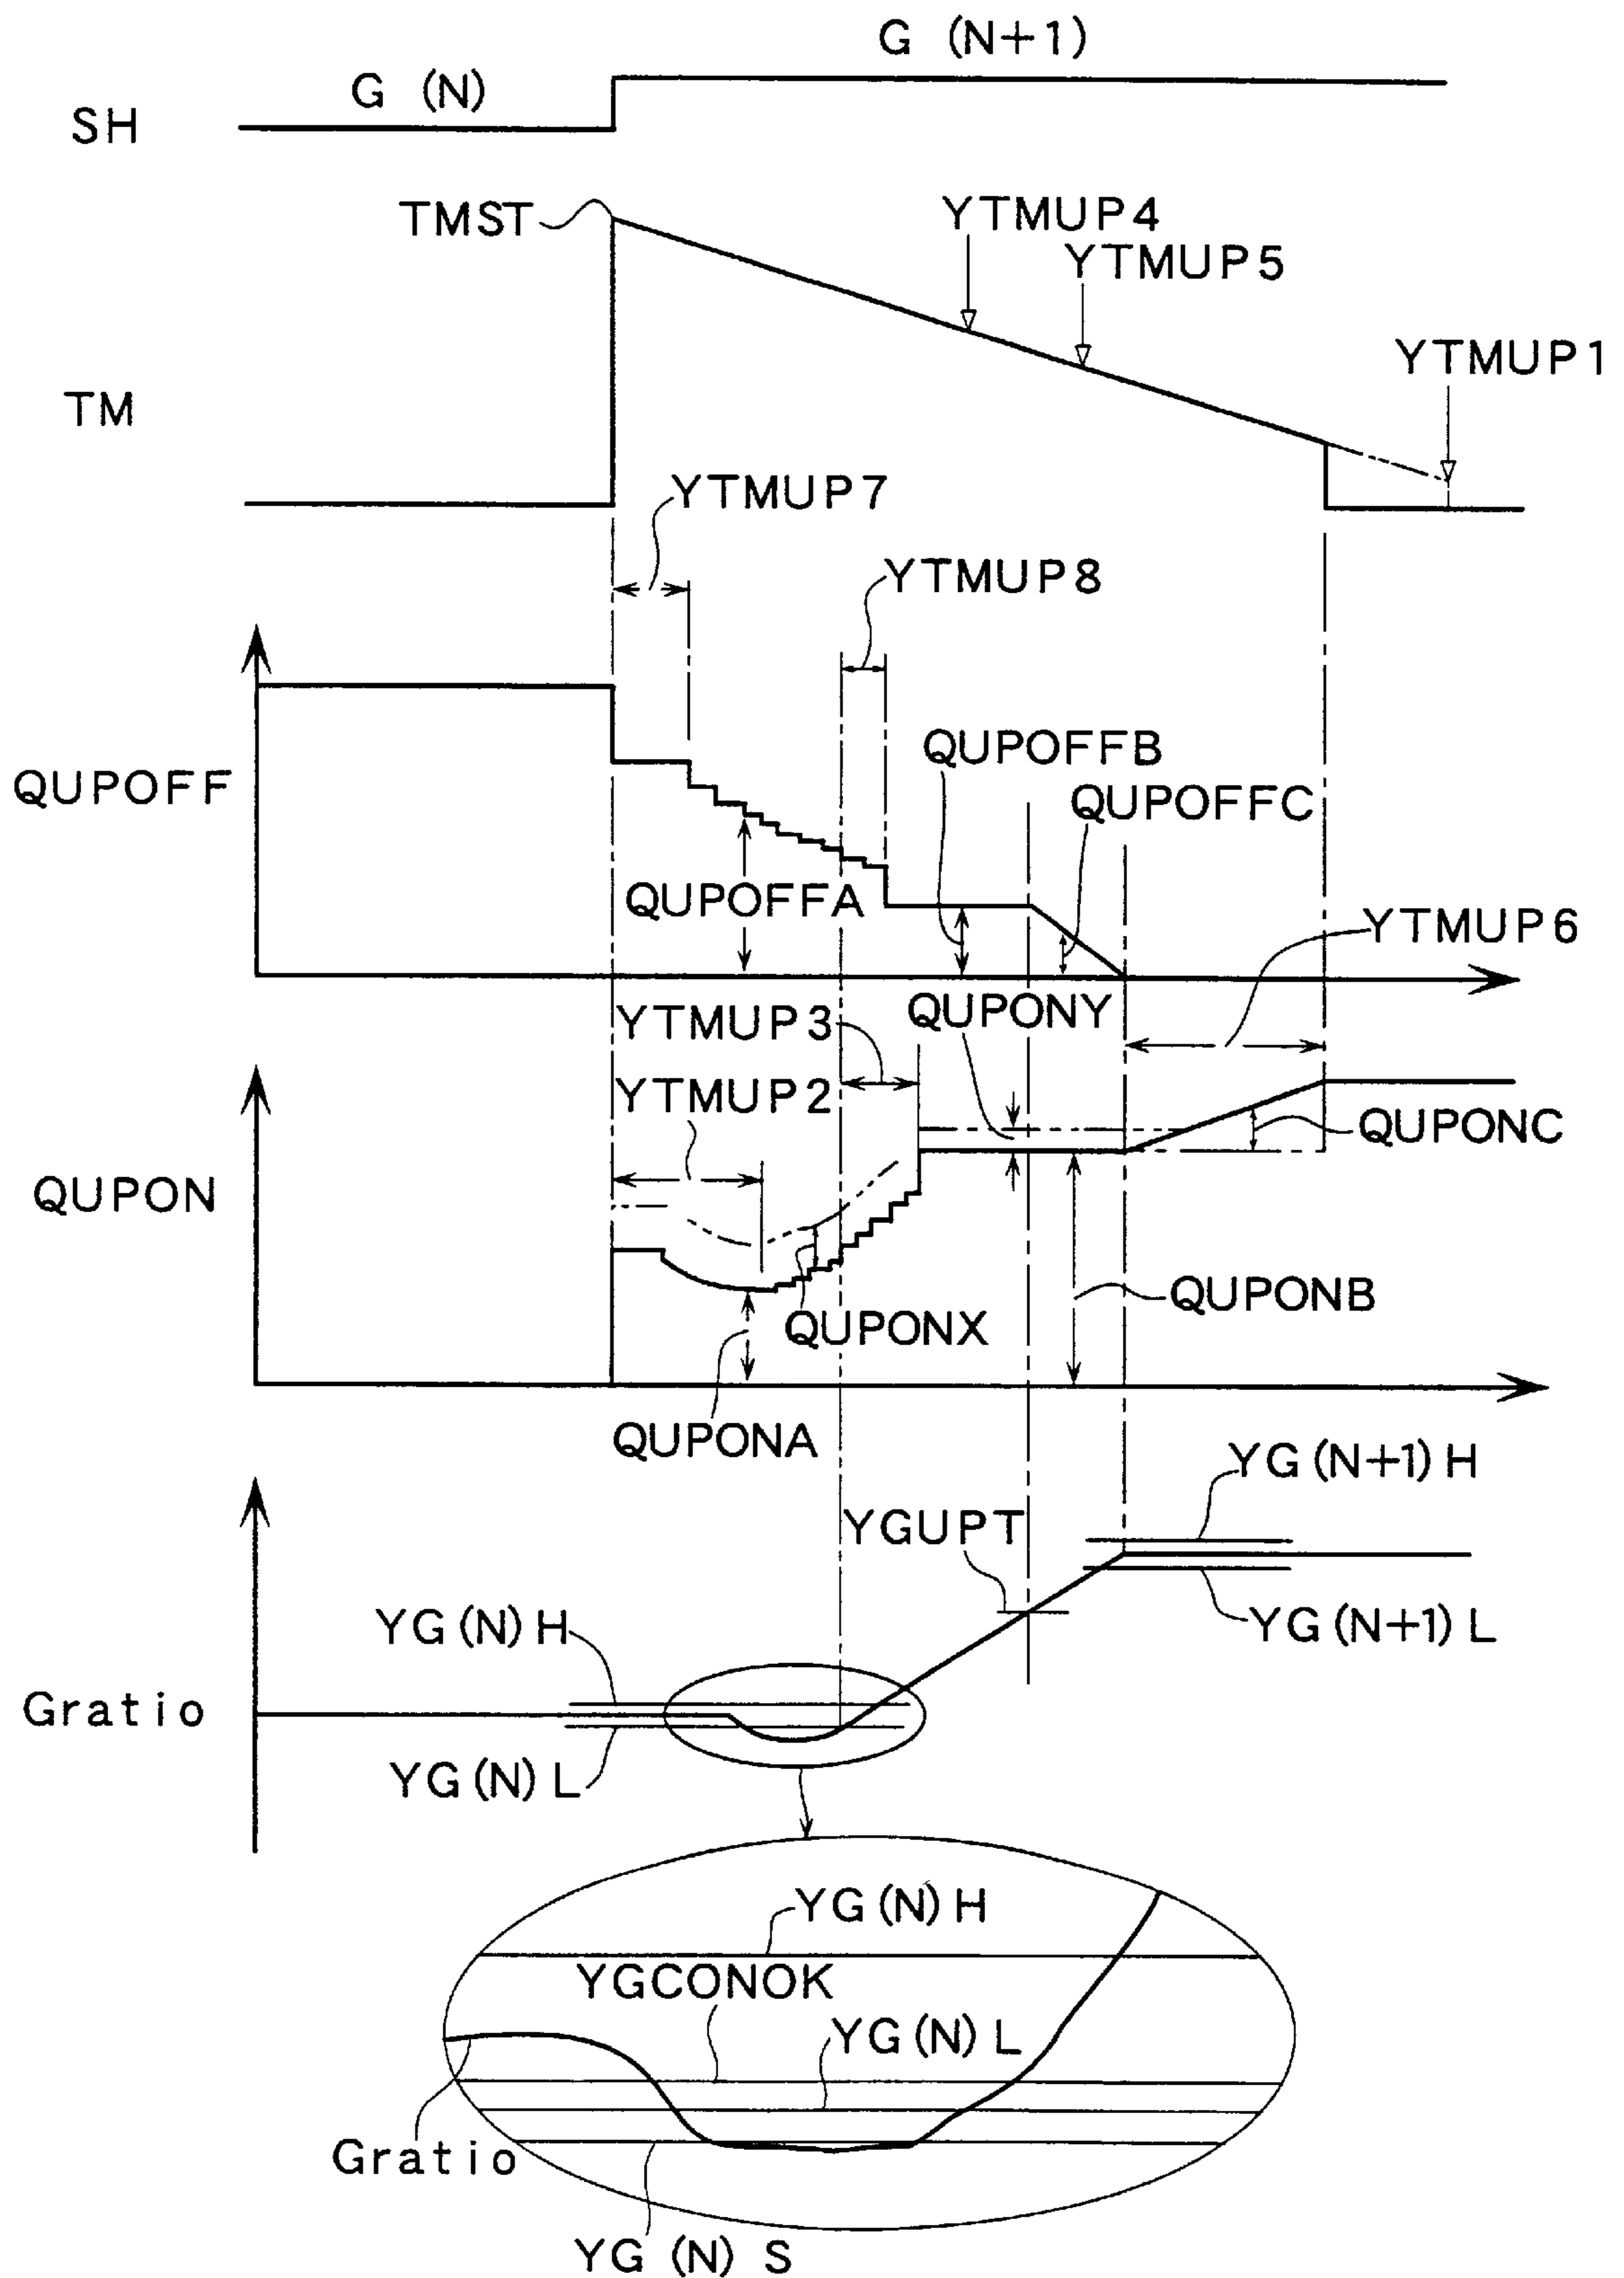 G (N+1)
G (N)
SH
TMST
YTMUP4
YTMUP5
YTMUP1
TM
YTMUP7
YTMUP8
QUPOFFB
QUPOFF
QUPOFFC
QUPOFFA
YTMUP6
QUPONY
YTMUP3
YTMUP2
QUPONC
QUPON
QUPONB
QUPONX
QUPONA
YG (N+1) H
YGUPT
YG (N) H
YG (N+1) L
Gratio
YG (N) L
YG (N) H
YGCONOK
YG (N) L
Gratio
YG (N) S